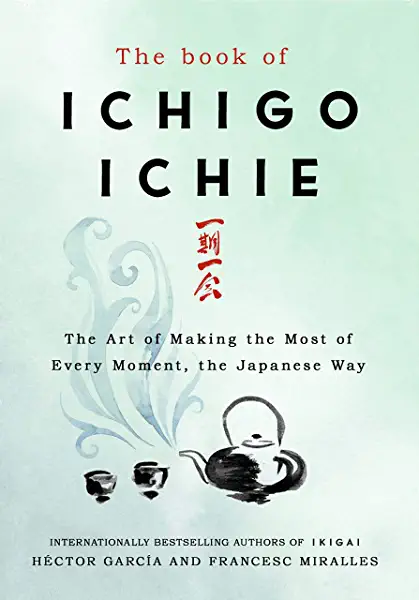 The book of
ICHIGO
ICHIE
一期一会
The Art of Making the Most of
Every Moment, the Japanese Way
INTERNATIONALLY BESTSELLING AUTHORS OF IKIGAI
HÉCTOR GARCÍA AND FRANCESC MIRALLES